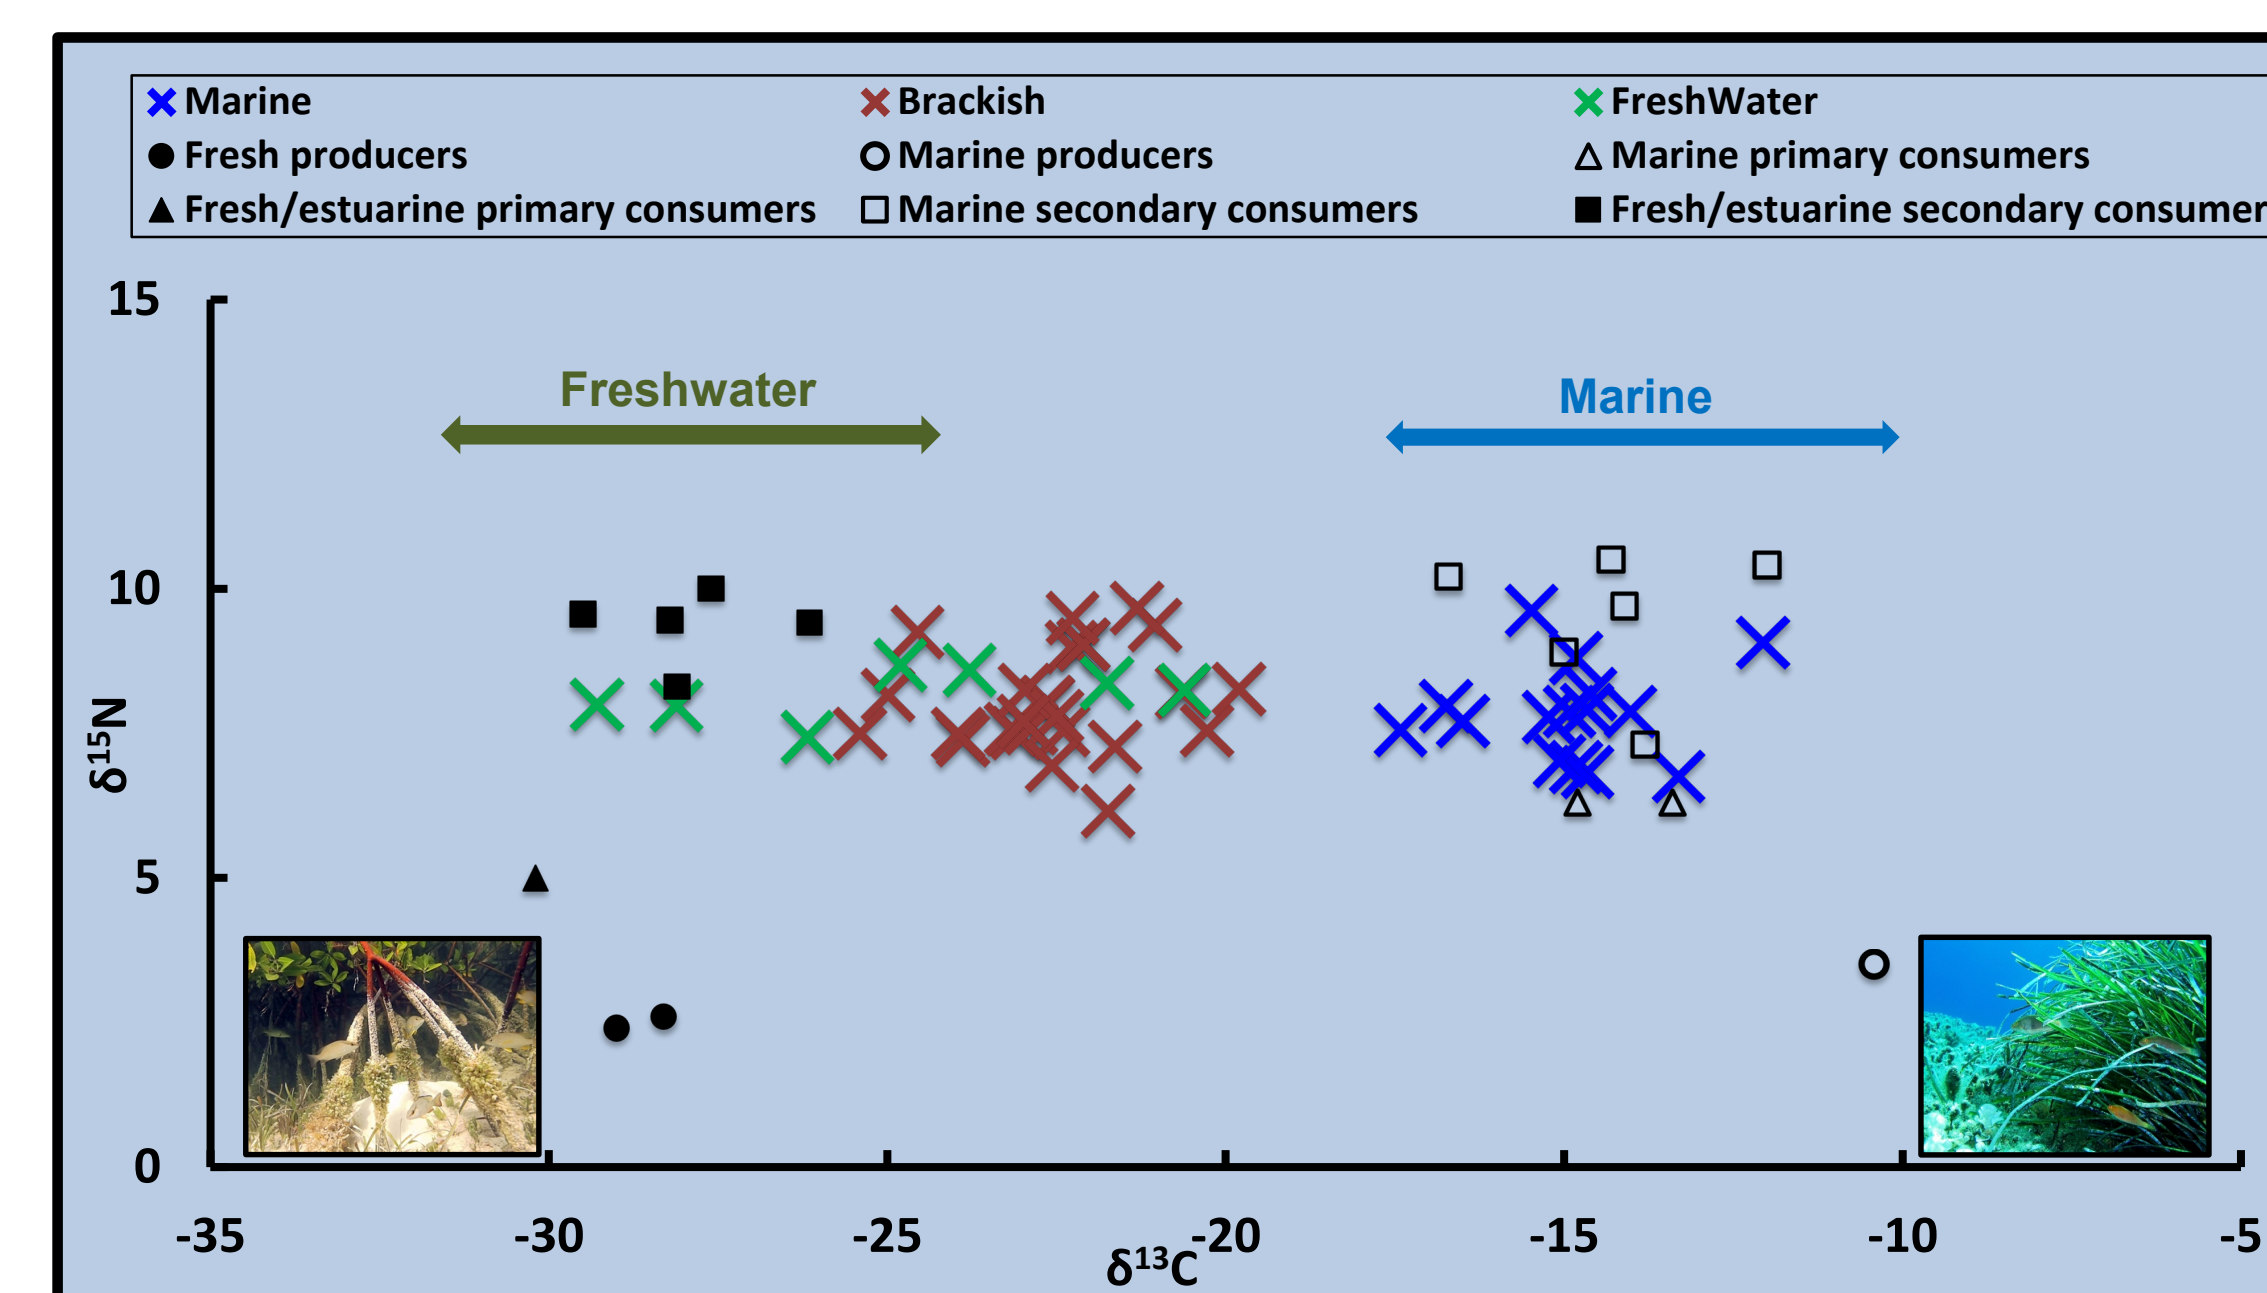 Marine Brackish FreshWater
Fresh producers Marine producers Marine primary consumers
Fresh/estuarine primary consumers Marine secondary consumers Fresh/estuarine secondary consumer
15
Freshwater Marine
10
δ¹⁵N
5
0
-35 -30 -25 -20 -15 -10 -5
δ¹³C